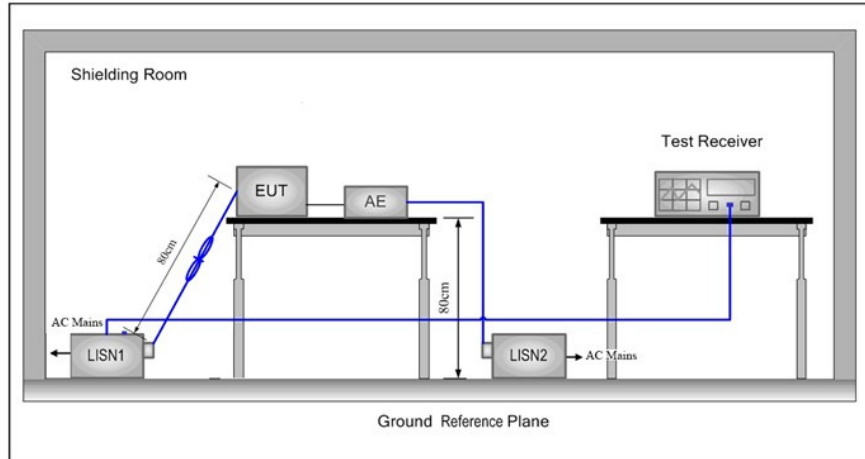 Shielding Room
Test Receiver
EUT
AE
80cm
80cm
AC Mains
LISN1
LISN2
AC Mains
Ground Reference Plane